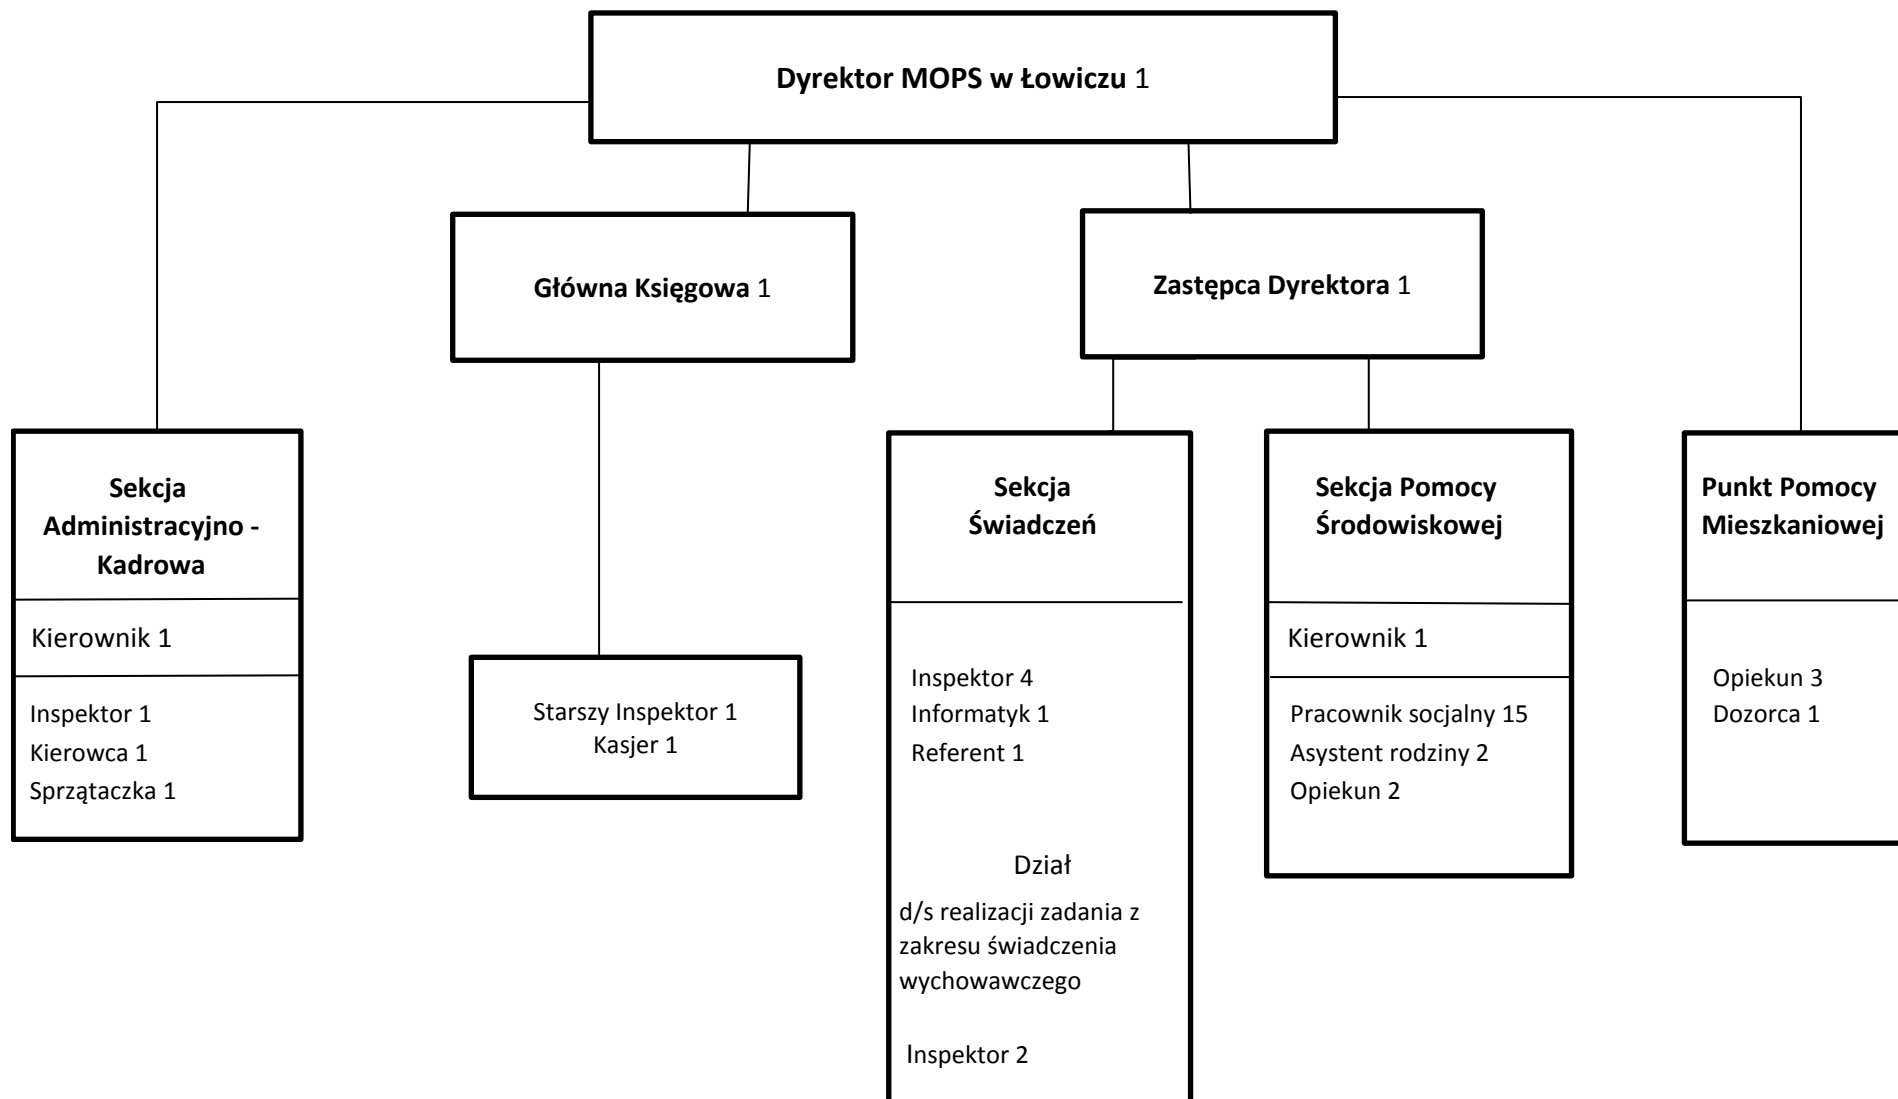 Dyrektor MOPS w Łowiczu 1
Główna Księgowa 1
Zastępca Dyrektora 1
Sekcja
Administracyjno -
Kadrowa
Kierownik 1
Inspektor 1
Kierowca 1
Sprzątaczka 1
Starszy Inspektor 1
Kasjer 1
Sekcja
Świadczeń
Inspektor 4
Informatyk 1
Referent 1
Dział
d/s realizacji zadania z
zakresu świadczenia
wychowawczego
Inspektor 2
Sekcja Pomocy
Środowiskowej
Kierownik 1
Pracownik socjalny 15
Asystent rodziny 2
Opiekun 2
Punkt Pomocy
Mieszkaniowej
Opiekun 3
Dozorca 1